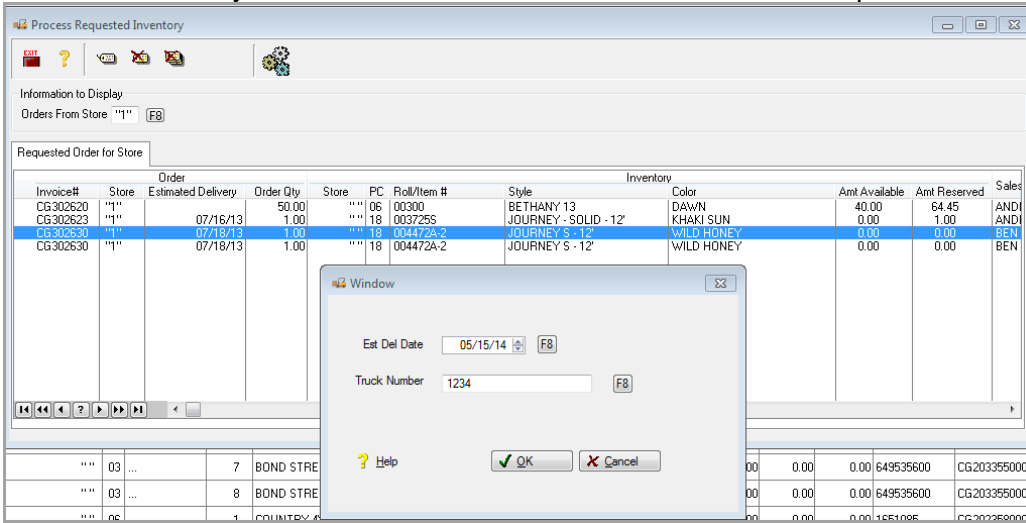 Process Requested Inventory
EXIT
Information to Display
Orders From Store "1" F8
Requested Order for Store
Order Inventory
Invoice# Store Estimated Delivery Order Qty Store PC Roll/Item # Style Color Amt Available Amt Reserved Sales
CG302620 "1" 50.00 " " 06 00300 BETHANY 13 DAWN 40.00 64.45 ANDI
CG302623 "1" 07/16/13 1.00 " " 18 003725S JOURNEY - SOLID - 12' KHAKI SUN 0.00 1.00 ANDI
CG302630 "1" 07/18/13 1.00 " " 18 004472A-2 JOURNEY S - 12' WILD HONEY 0.00 0.00 BEN
CG302630 "1" 07/18/13 1.00 " " 18 004472A-2 JOURNEY S - 12' WILD HONEY 0.00 0.00 BEN
Window
Est Del Date 05/15/14 F8
Truck Number 1234 F8
? Help OK Cancel
" " 03 ... 7 BOND STRE 00 0.00 0.00 649535600 CG203355000
" " 03 ... 8 BOND STRE 00 0.00 0.00 649535600 CG203355000